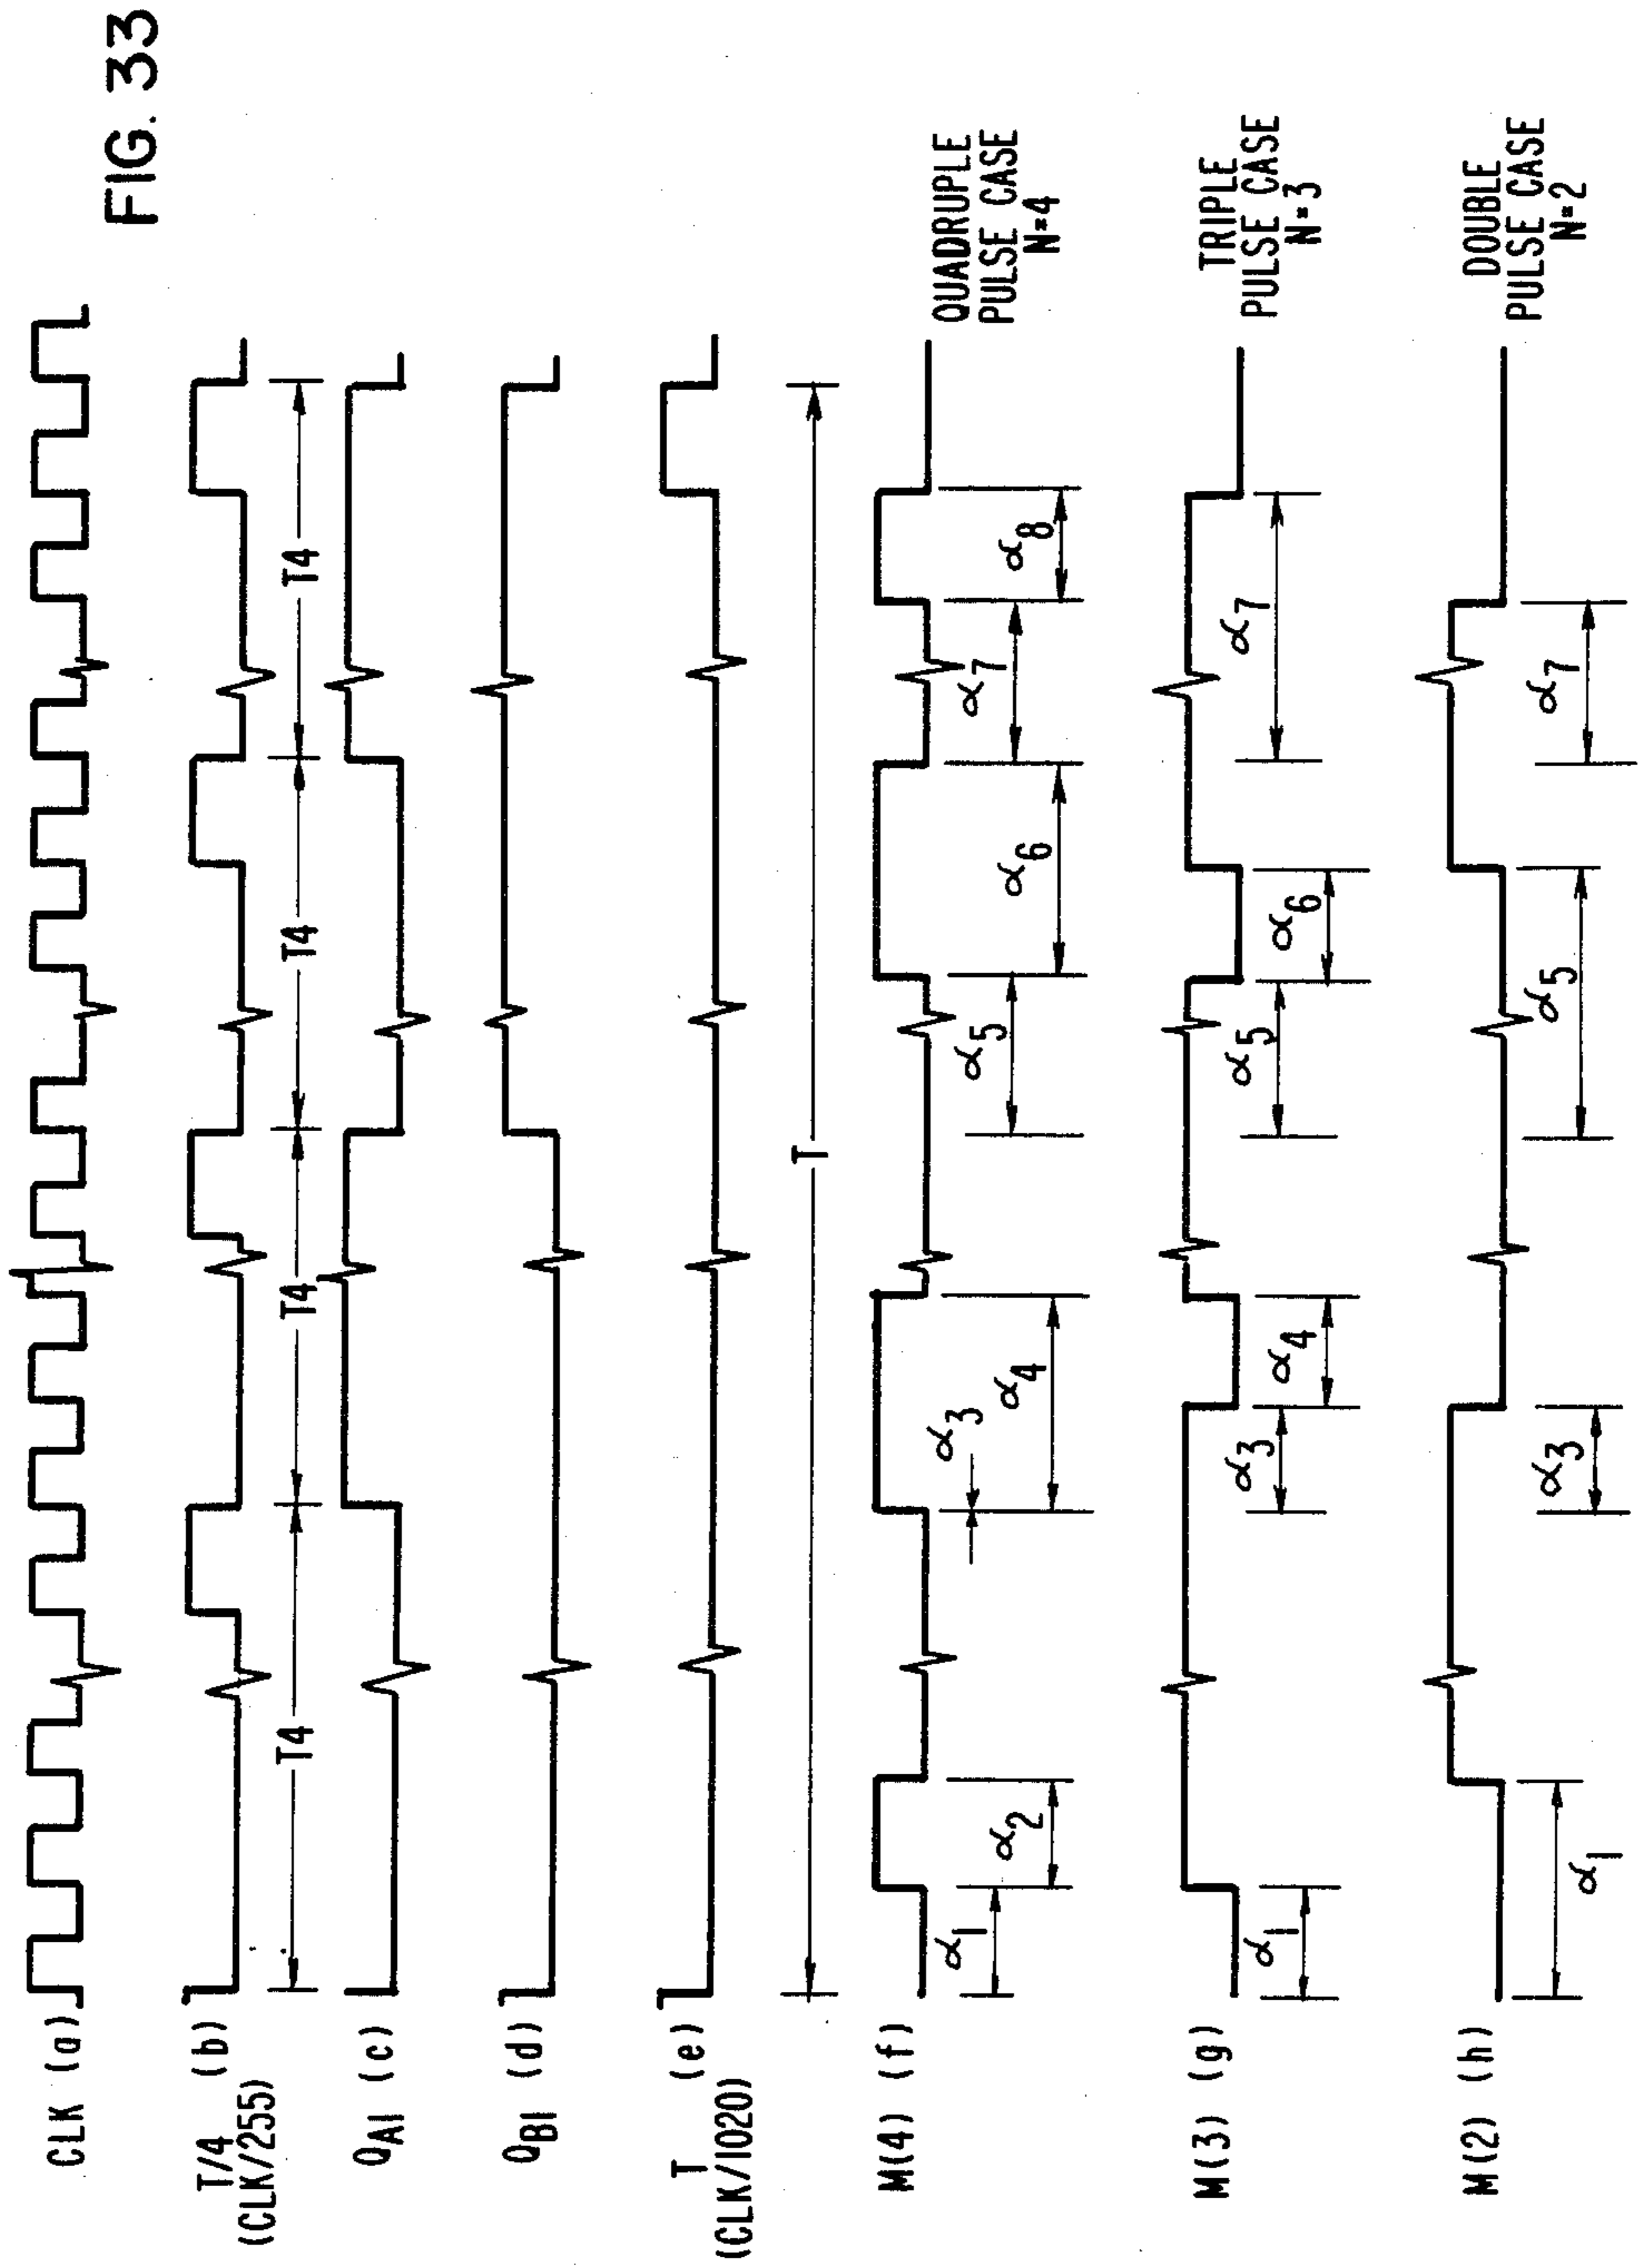 FIG. 33
CLK (a)
T/4 (b)
(CLK/255)
T4 T4 T4 T4
QA1 (c)
QB1 (d)
T (e)
(CLK/1020)
T
M(4) (f)
α1 α2 α3 α4 α5 α6 α7 α8
QUADRUPLE
PULSE CASE
N=4
M(3) (g)
α1 α3 α4 α5 α6 α7
TRIPLE
PULSE CASE
N=3
M(2) (h)
α1 α3 α5 α7
DOUBLE
PULSE CASE
N=2